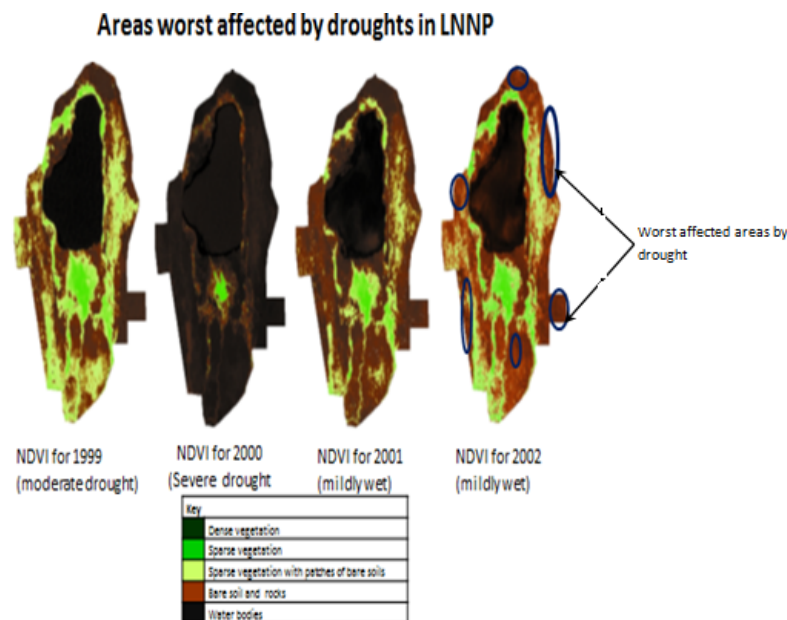 Areas worst affected by droughts in LNNP
Worst affected areas by
drought
NDVI for 1999
(moderate drought)
NDVI for 2000
(Severe drought
NDVI for 2001
(mildly wet)
NDVI for 2002
(mildly wet)
Key
Dense vegetation
Sparse vegetation
Sparse vegetation with patches of bare soils
Bare soil and rocks
Water bodies